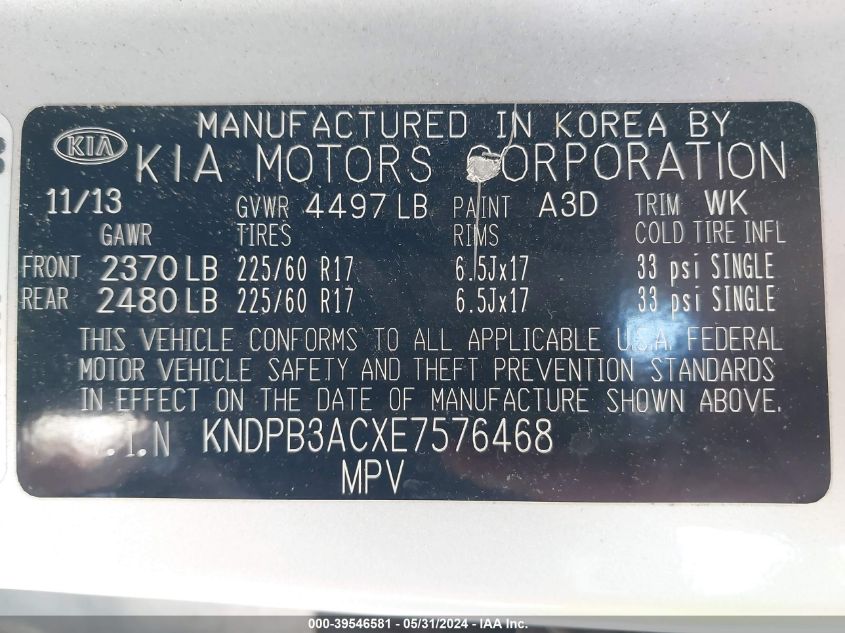 MANUFACTURED IN KOREA BY
KIA KIA MOTORS CORPORATION
11/13 GVWR 4497 LB PAINT A3D TRIM WK
GAWR TIRES RIMS COLD TIRE INFL
FRONT 2370 LB 225/60 R17 6.5Jx17 33 psi SINGLE
REAR 2480 LB 225/60 R17 6.5Jx17 33 psi SINGLE
THIS VEHICLE CONFORMS TO ALL APPLICABLE U.S.A. FEDERAL
MOTOR VEHICLE SAFETY AND THEFT PREVENTION STANDARDS
IN EFFECT ON THE DATE OF MANUFACTURE SHOWN ABOVE.
V.I.N KNDPB3ACXE7576468
MPV
000-39546581 - 05/31/2024 - IAA Inc.